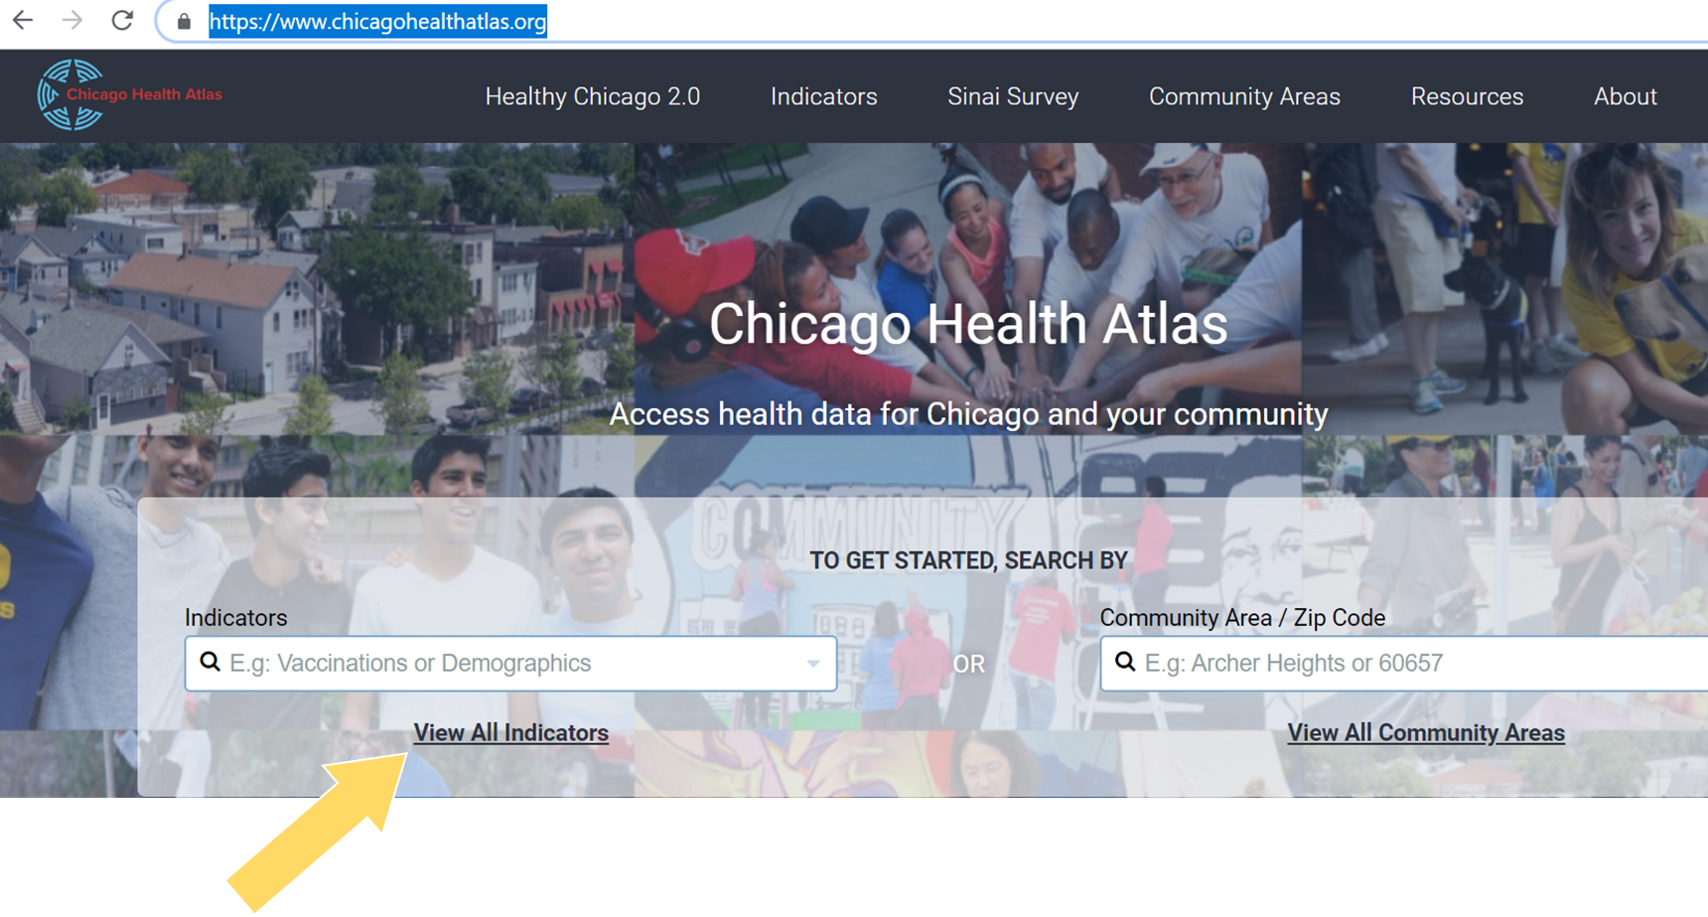 https://www.chicagohealthatlas.org
Chicago Health Atlas
Healthy Chicago 2.0
Indicators
Sinai Survey
Community Areas
Resources
About
Chicago Health Atlas
Access health data for Chicago and your community
COMMUNITY
TO GET STARTED, SEARCH BY
Indicators
Community Area / Zip Code
E.g: Vaccinations or Demographics
OR
E.g: Archer Heights or 60657
View All Indicators
View All Community Areas